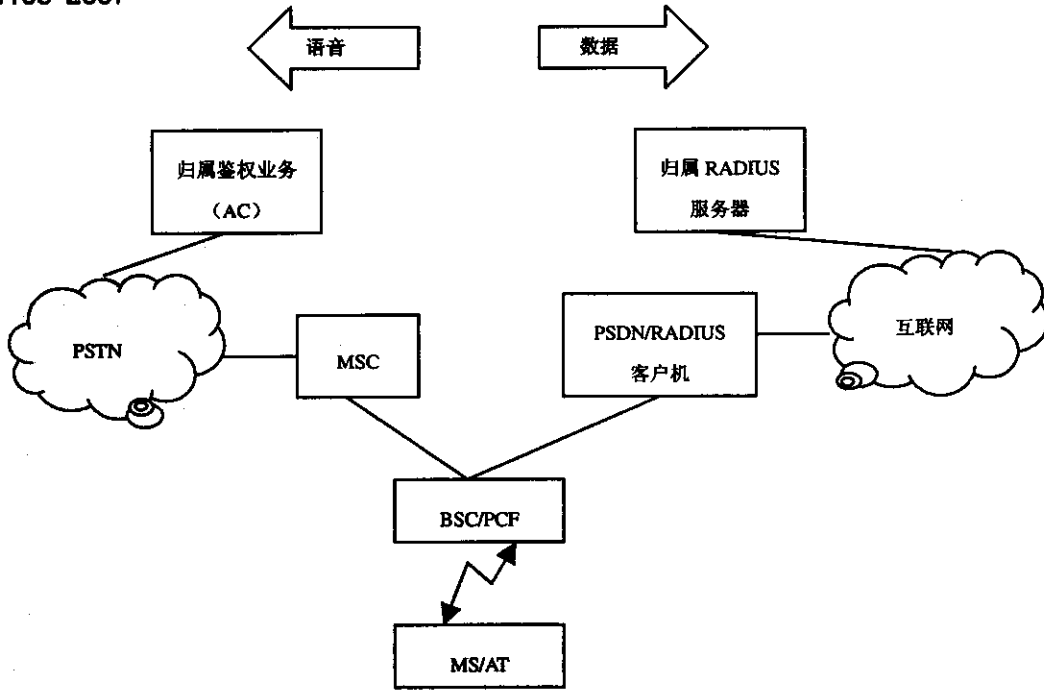 语音
数据
归属鉴权业务
（AC）
归属 RADIUS
服务器
PSTN
MSC
PSDN/RADIUS
客户机
互联网
BSC/PCF
MS/AT